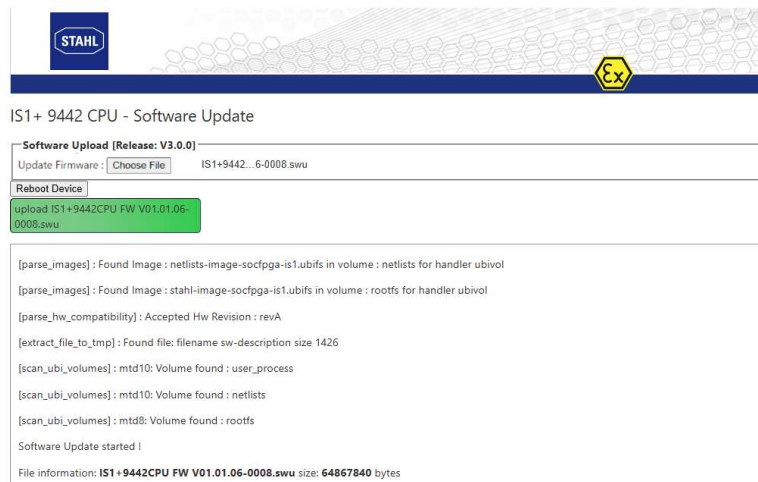 STAHL
Ex
IS1+ 9442 CPU - Software Update
Software Upload [Release: V3.0.0]
Update Firmware : Choose File IS1+9442...6-0008.swu
Reboot Device
upload IS1+9442CPU FW V01.01.06-
0008.swu
[parse_images] : Found Image : netlists-image-socfpga-is1.ubifs in volume : netlists for handler ubivol
[parse_images] : Found Image : stahl-image-socfpga-is1.ubifs in volume : rootfs for handler ubivol
[parse_hw_compatibility] : Accepted Hw Revision : revA
[extract_file_to_tmp] : Found file: filename sw-description size 1426
[scan_ubi_volumes] : mtd10: Volume found : user_process
[scan_ubi_volumes] : mtd10: Volume found : netlists
[scan_ubi_volumes] : mtd8: Volume found : rootfs
Software Update started !
File information: IS1+9442CPU FW V01.01.06-0008.swu size: 64867840 bytes